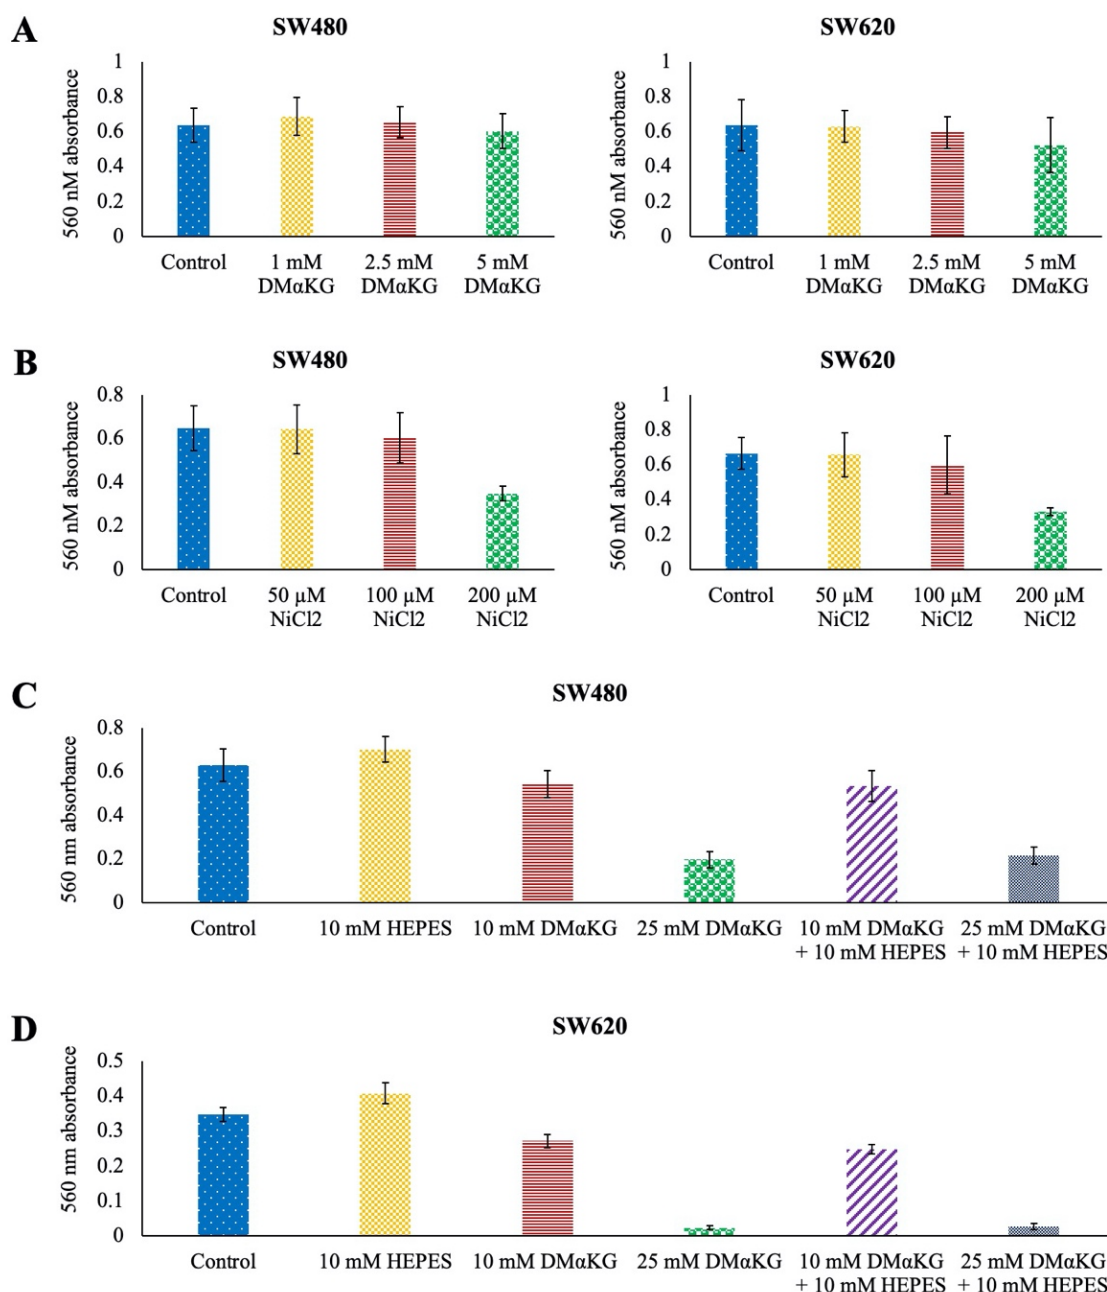 A
SW480
SW620
560 nM absorbance
1
0.8
0.6
0.4
0.2
0
Control
1 mM
DMαKG
2.5 mM
DMαKG
5 mM
DMαKG
560 nM absorbance
1
0.8
0.6
0.4
0.2
0
Control
1 mM
DMαKG
2.5 mM
DMαKG
5 mM
DMαKG
B
SW480
SW620
560 nM absorbance
0.8
0.6
0.4
0.2
0
Control
50 µM
NiCl2
100 µM
NiCl2
200 µM
NiCl2
560 nM absorbance
1
0.8
0.6
0.4
0.2
0
Control
50 µM
NiCl2
100 µM
NiCl2
200 µM
NiCl2
C
SW480
560 nm absorbance
0.8
0.6
0.4
0.2
0
Control
10 mM HEPES
10 mM DMαKG
25 mM DMαKG
10 mM DMαKG
+ 10 mM HEPES
25 mM DMαKG
+ 10 mM HEPES
D
SW620
560 nm absorbance
0.5
0.4
0.3
0.2
0.1
0
Control
10 mM HEPES
10 mM DMαKG
25 mM DMαKG
10 mM DMαKG
+ 10 mM HEPES
25 mM DMαKG
+ 10 mM HEPES